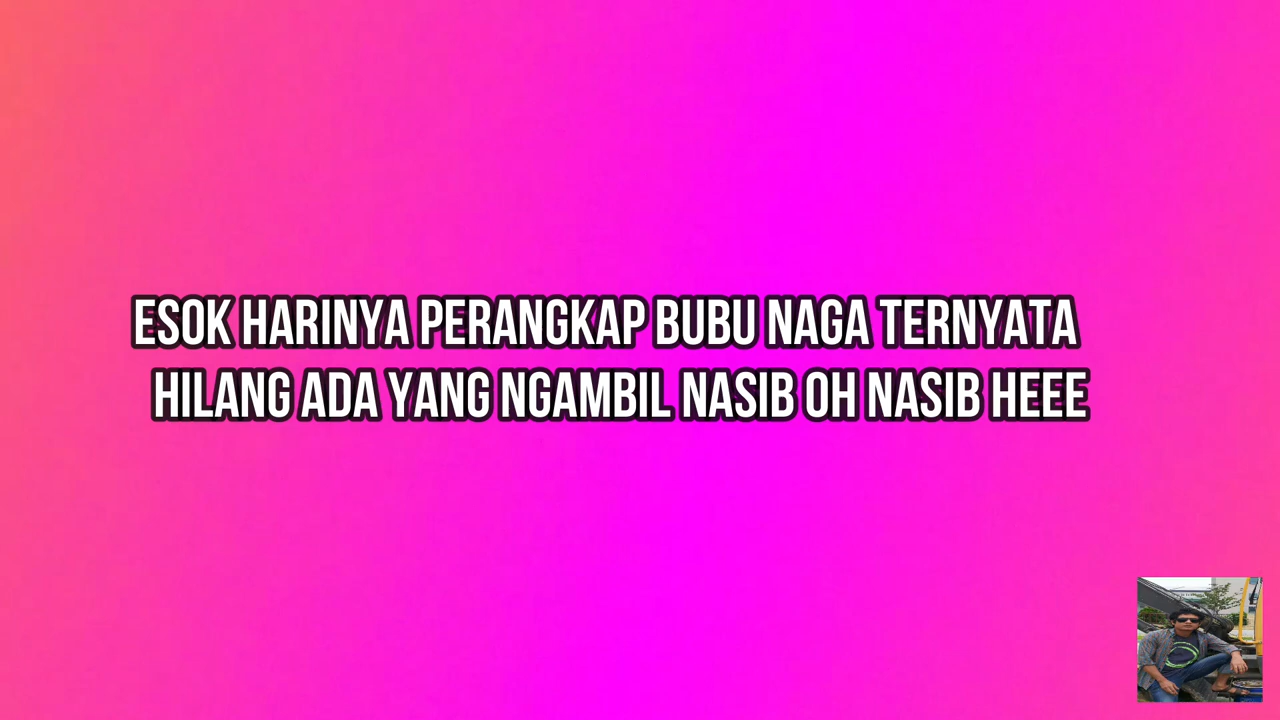 ESOK HARINYA PERANGKAP BUBU NAGA TERNYATA
HILANG ADA YANG NGAMBIL NASIB OH NASIB HEEE